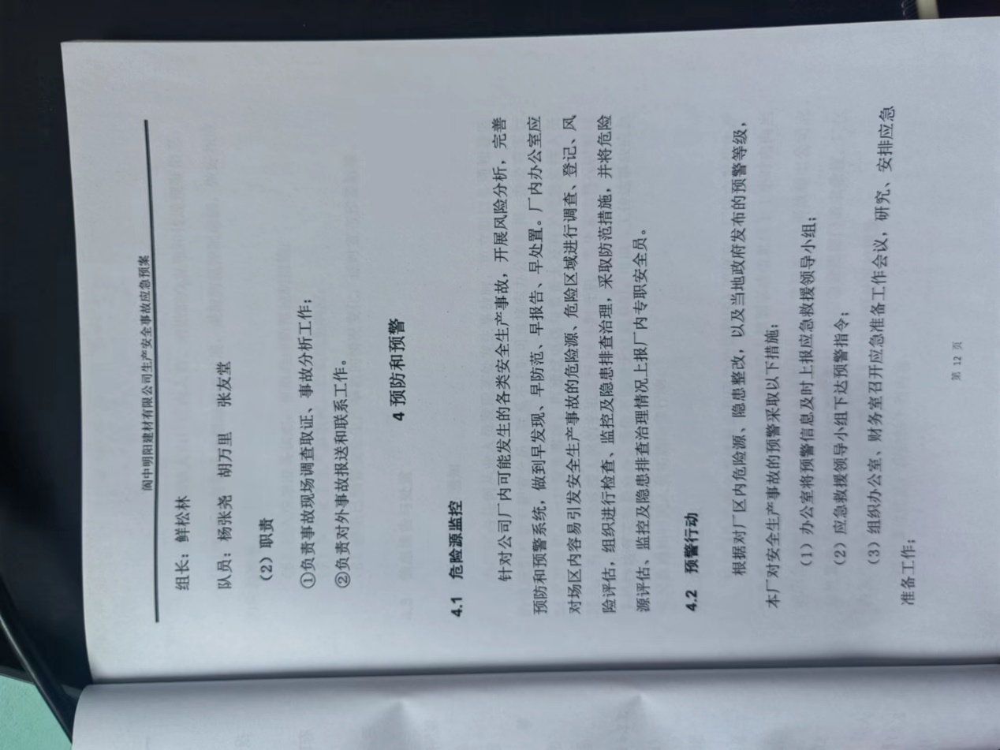 阆中明阳建材有限公司生产安全事故应急预案
组长：鲜松林
队员：杨张尧 胡万里 张友堂
（2）职责
①负责事故现场调查取证、事故分析工作；
②负责对外事故报送和联系工作。
4 预防和预警
4.1 危险源监控
针对公司厂内可能发生的各类安全生产事故，开展风险分析，完善
预防和预警系统，做到早发现、早防范、早报告、早处置。厂内办公室应
对场区内容易引发安全生产事故的危险源、危险区域进行调查、登记、风
险评估，组织进行检查、监控及隐患排查治理，采取防范措施，并将危险
源评估、监控及隐患排查治理情况上报厂内专职安全员。
4.2 预警行动
根据对厂区内危险源、隐患整改，以及当地政府发布的预警等级，
本厂对安全生产事故的预警采取以下措施：
（1）办公室将预警信息及时上报应急救援领导小组；
（2）应急救援领导小组下达预警指令；
（3）组织办公室、财务室召开应急准备工作会议，研究、安排应急
准备工作；
第 12 页